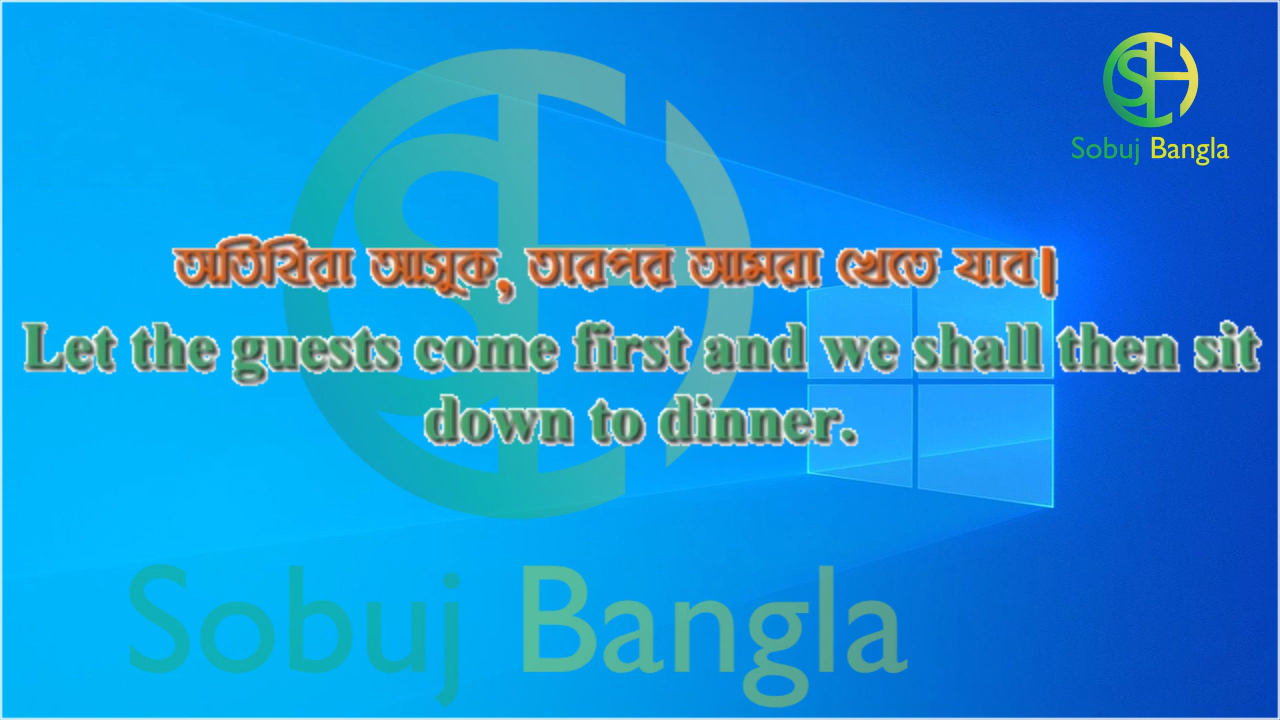 Sobuj Bangla
অতিথিরা আসুক, তারপর আমরা খেতে যাব।
Let the guests come first and we shall then sit
down to dinner.
Sobuj Bangla